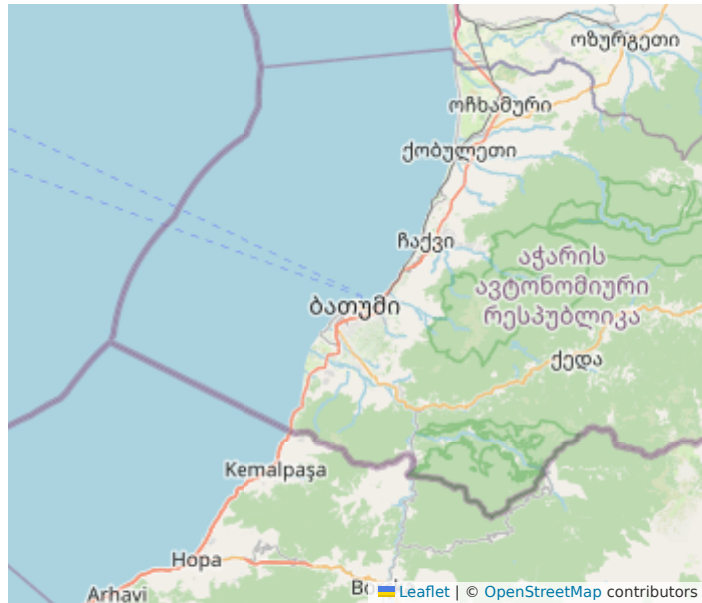 ოზურგეთი
ოჩხამური
ქობულეთი
ჩაქვი
აჭარის
ავტონომიური
რესპუბლიკა
ბათუმი
ქედა
Kemalpaşa
Hopa
Arhavi
Leaflet | © OpenStreetMap contributors